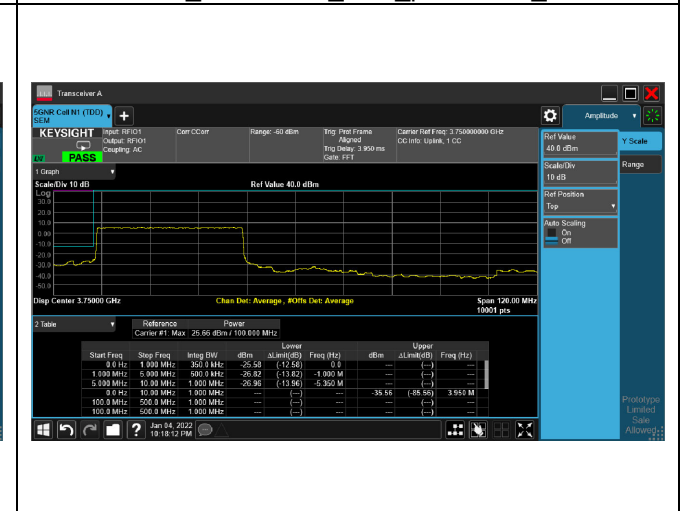 Transceiver A
5GNR Cell N1 (TDD)
SEM
Amplitude
KEYSIGHT
PASS
Input: RFIO1
Output: RFIO1
Coupling: AC
Corr CCorr
Range: -60 dBm
Trig: Prst Frame
Aligned
Trig Delay: 3.950 ms
Gate: FFT
Carrier Ref Freq: 3.750000000 GHz
CC Info: Uplink, 1 CC
Ref Value
40.0 dBm
Y Scale
Scale/Div
10 dB
Range
Ref Position
Top
Auto Scaling
On
Off
1 Graph
Scale/Div 10 dB
Ref Value 40.0 dBm
Log
30.0
20.0
10.0
0.00
-10.0
-20.0
-30.0
-40.0
-50.0
Disp Center 3.75000 GHz
Chan Det: Average , #Offs Det: Average
Span 120.00 MHz
10001 pts
2 Table
Reference Power
Carrier #1: Max 25.66 dBm / 100.000 MHz
Lower Upper
Start Freq Stop Freq Integ BW dBm ΔLimit(dB) Freq (Hz) dBm ΔLimit(dB) Freq (Hz)
0.0 Hz 1.000 MHz 350.0 kHz -25.58 (-12.58) 0.0 --- (---) ---
1.000 MHz 5.000 MHz 500.0 kHz -26.82 (-13.82) -1.000 M --- (---) ---
5.000 MHz 10.00 MHz 1.000 MHz -26.96 (-13.96) -5.350 M --- (---) ---
0.0 Hz 10.00 MHz 1.000 MHz --- (---) --- -35.56 (-85.56) 3.950 M
100.0 MHz 500.0 MHz 1.000 MHz --- (---) --- --- (---) ---
100.0 MHz 500.0 MHz 1.000 MHz --- (---) --- --- (---) ---
Prototype
Limited
Sale
Allowed
Jan 04, 2022
10:18:12 PM